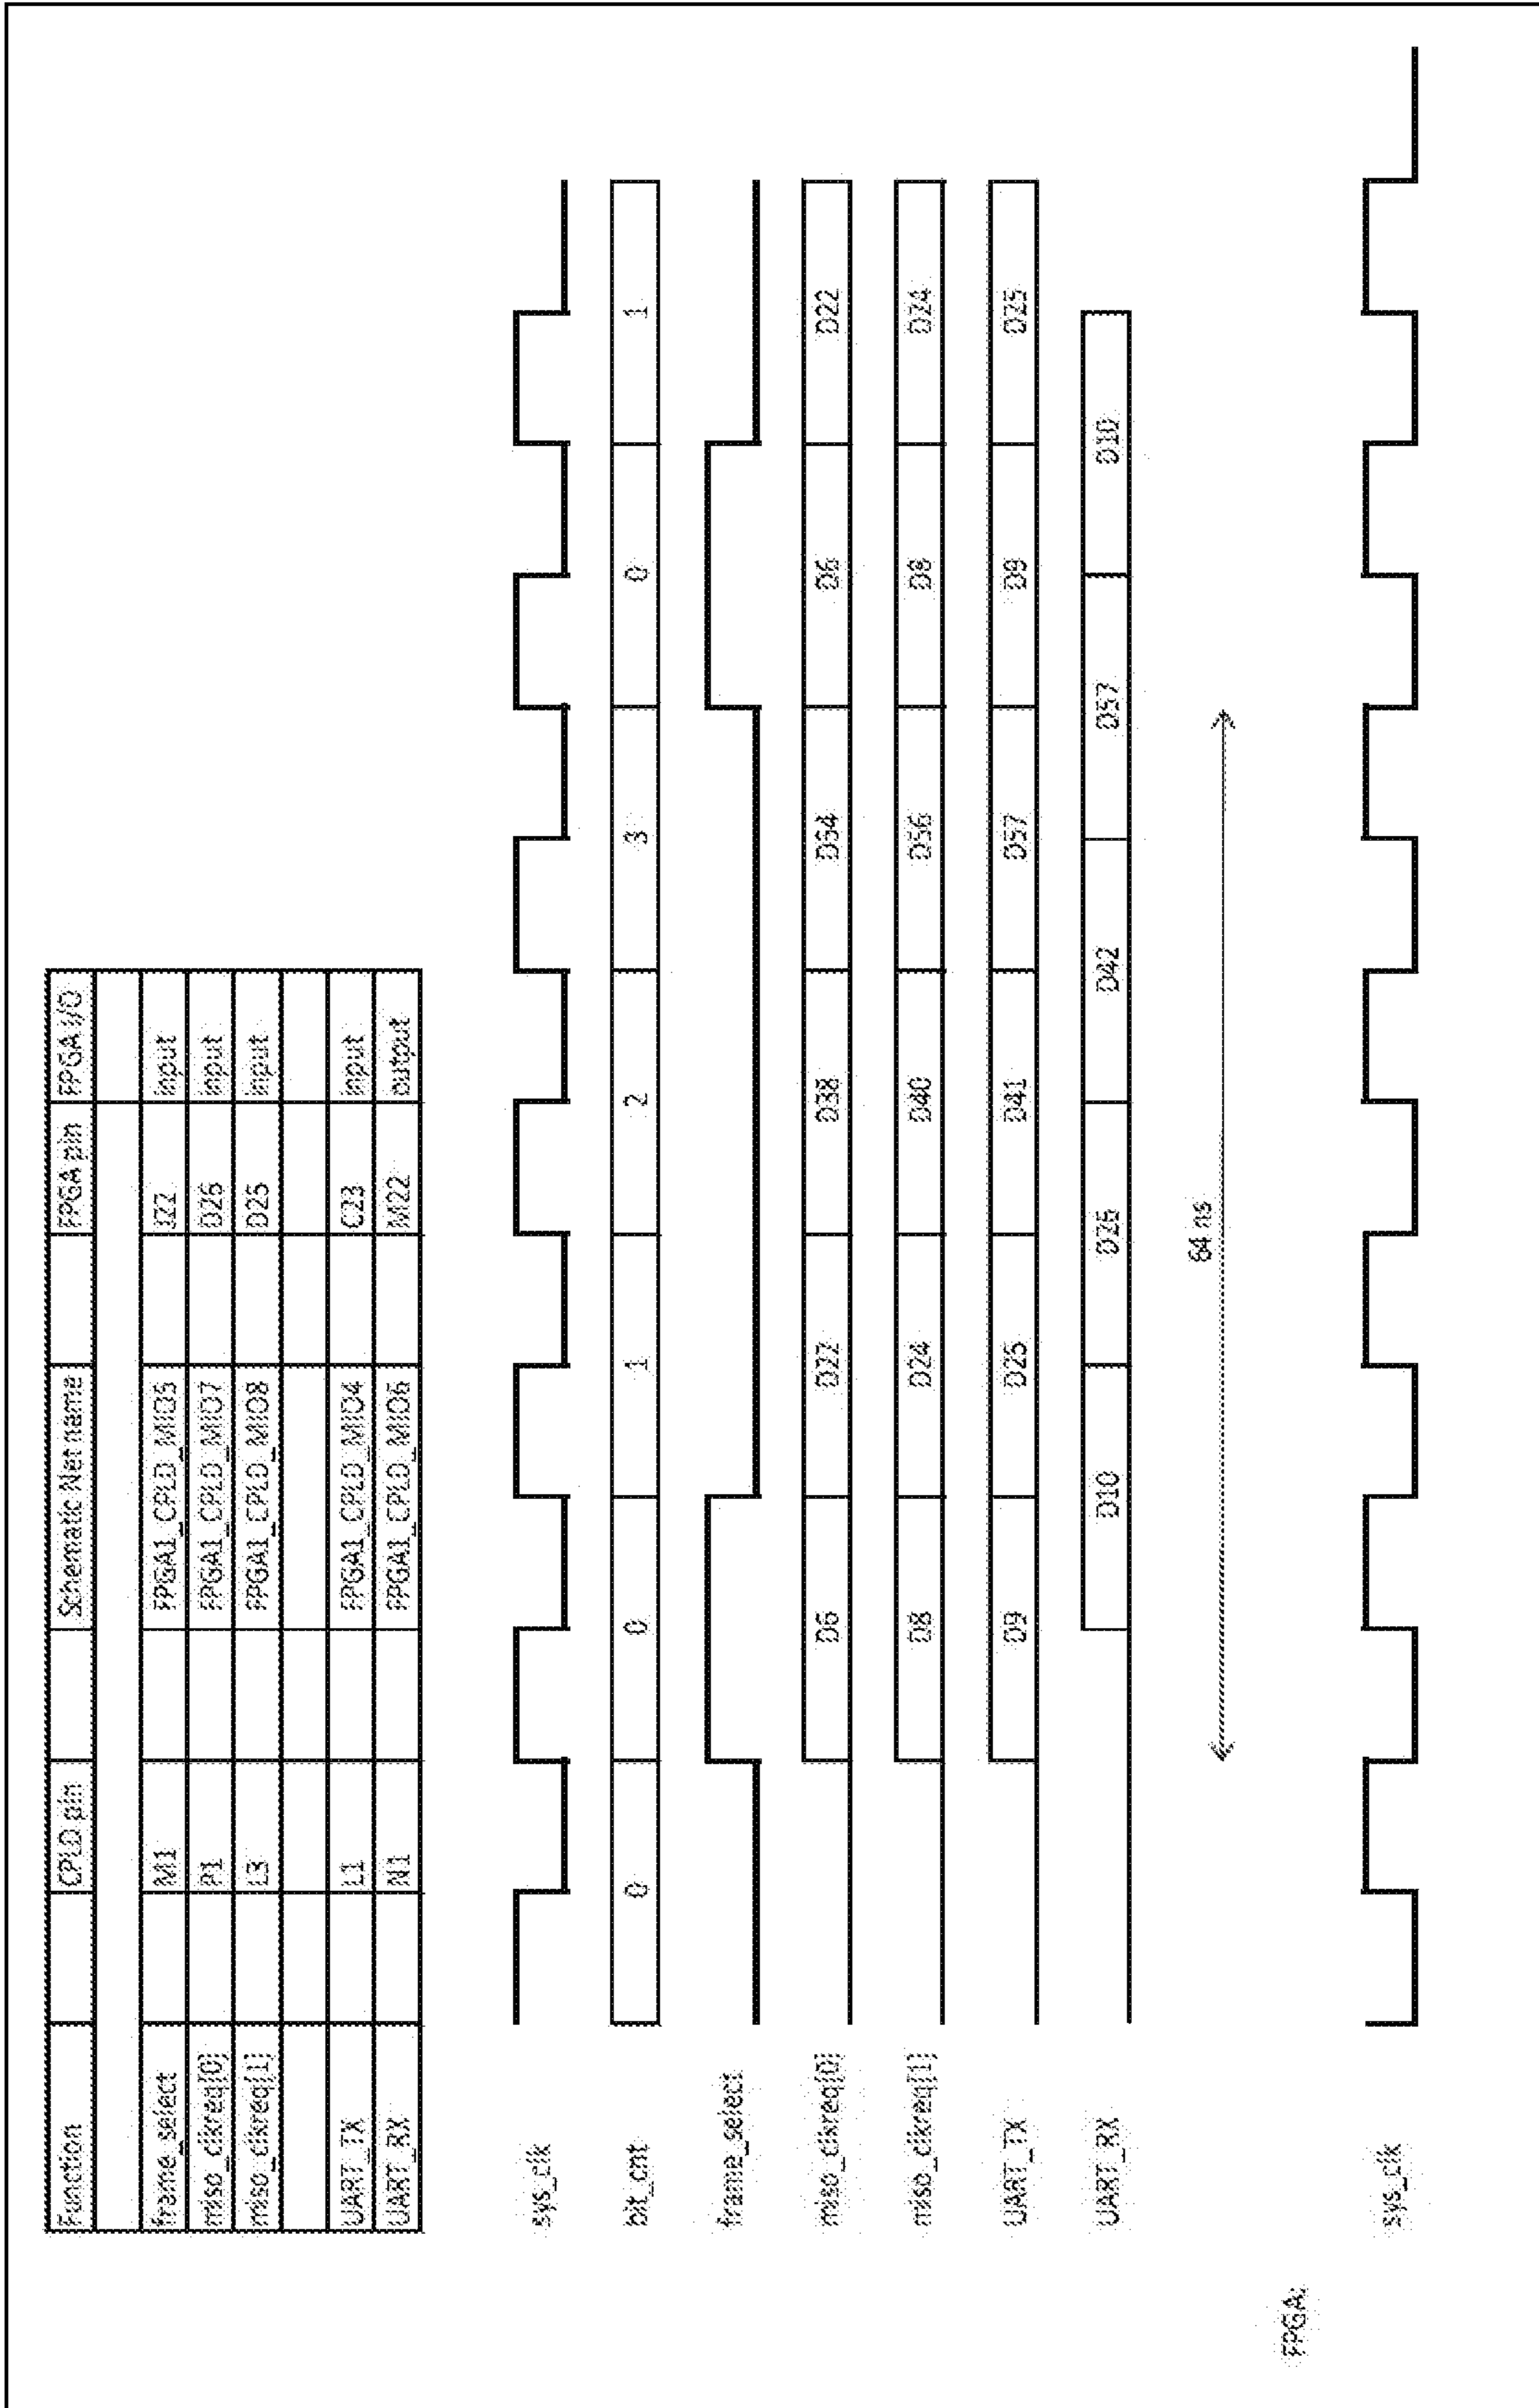 Function CPLD pin Schematic Net name FPGA pin FPGA I/O
frame_select M1 FPGA1_CPLD_MIO5 J22 input
miso_clkreq[0] P1 FPGA1_CPLD_MIO7 D26 input
miso_clkreq[1] L3 FPGA1_CPLD_MIO8 D25 input
UART_TX L1 FPGA1_CPLD_MIO4 C23 input
UART_RX N1 FPGA1_CPLD_MIO6 M22 output
sys_clk
bit_cnt 0 0 1 2 3 0 1
frame_select
miso_clkreq[0] D6 D22 D38 D54 D6 D22
miso_clkreq[1] D8 D24 D40 D56 D8 D24
UART_TX D9 D25 D41 D57 D9 D25
UART_RX D10 D26 D42 D57 D10
64 ns
FPGA:
sys_clk